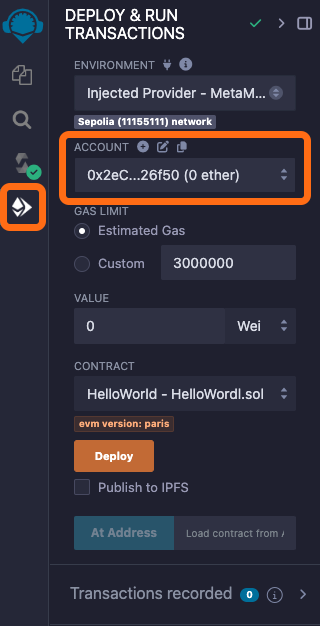 DEPLOY & RUN
TRANSACTIONS
ENVIRONMENT
Injected Provider - MetaM...
Sepolia (11155111) network
ACCOUNT
0x2eC...26f50 (0 ether)
GAS LIMIT
Estimated Gas
Custom
3000000
VALUE
0
Wei
CONTRACT
HelloWorld - HelloWordl.sol
evm version: paris
Deploy
Publish to IPFS
At Address
Load contract from
Transactions recorded 0 i